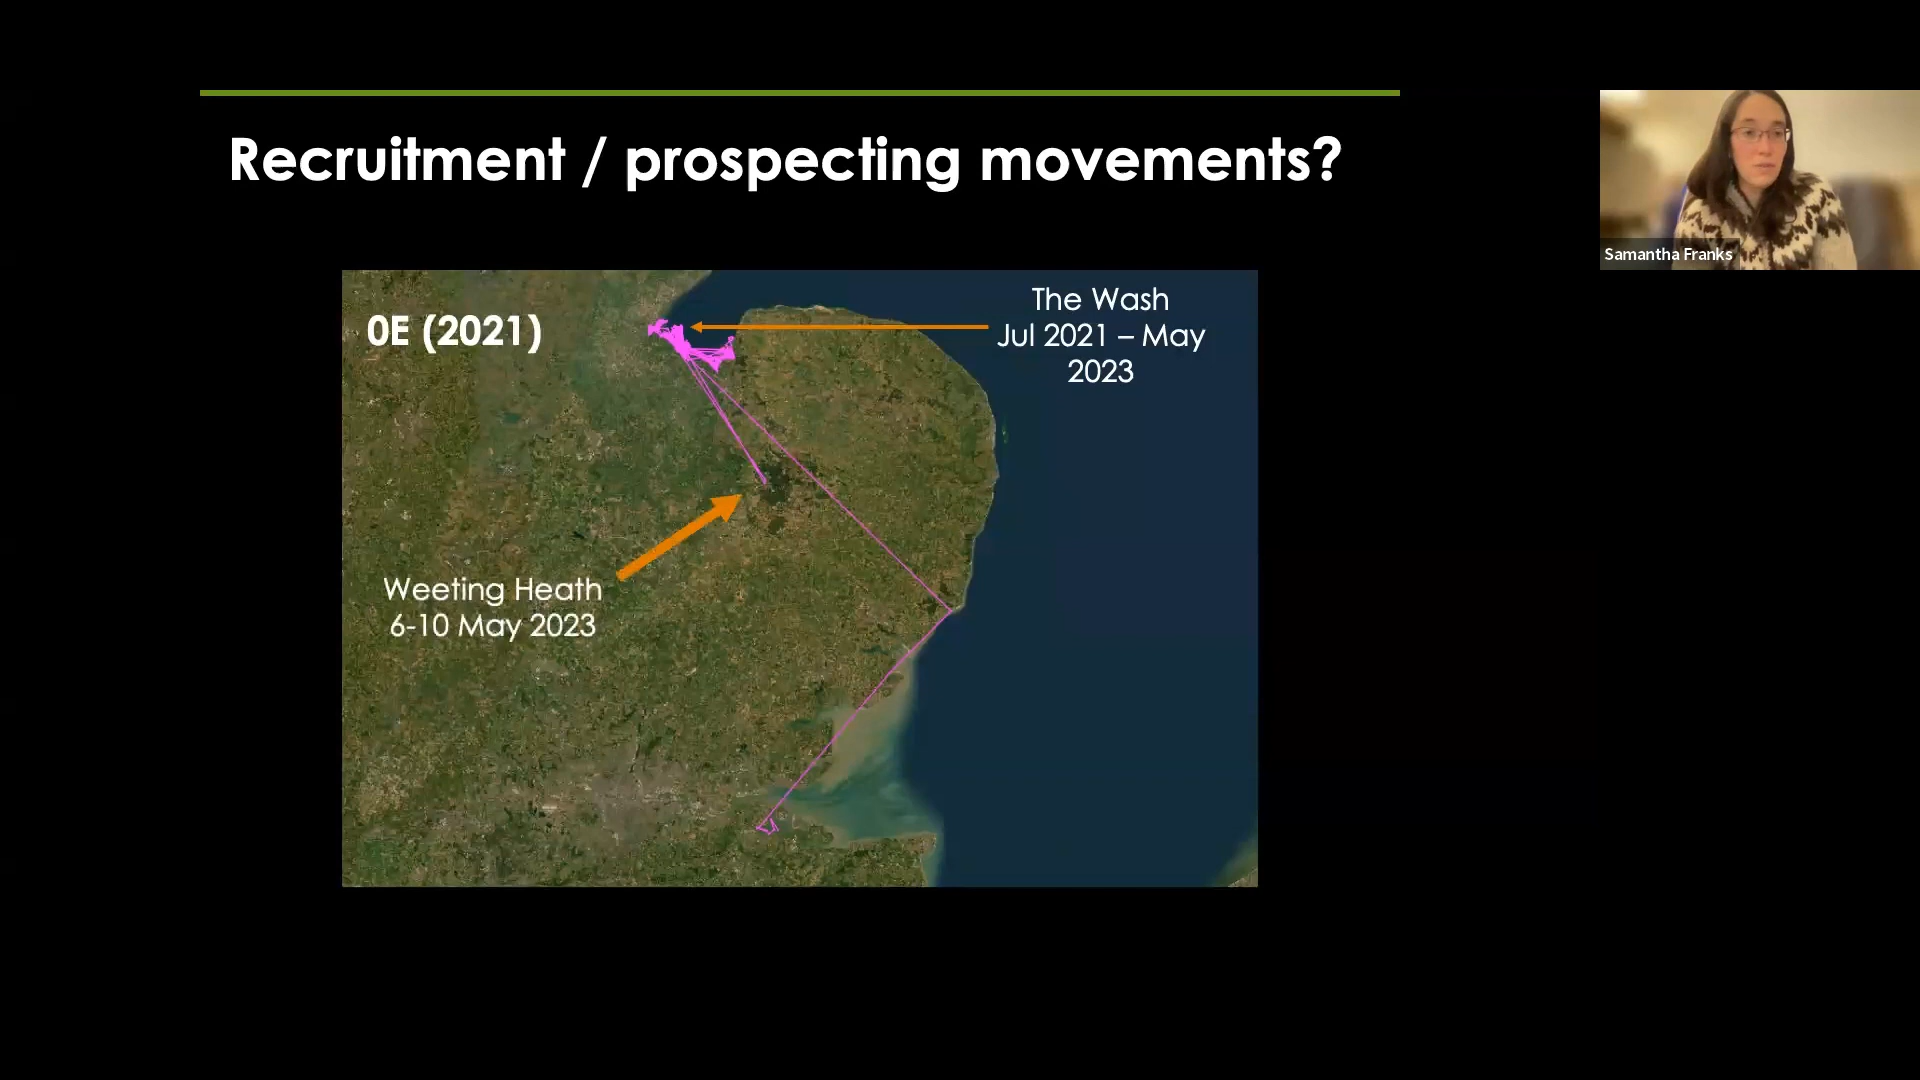 Recruitment / prospecting movements?
0E (2021)
The Wash
Jul 2021 – May
2023
Weeting Heath
6-10 May 2023
Samantha Franks